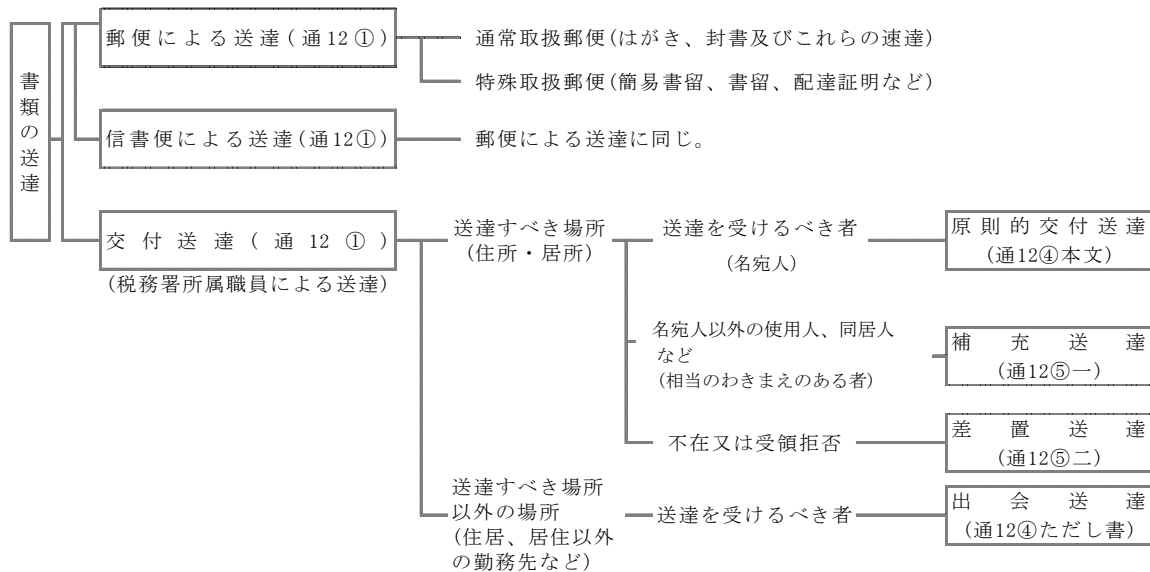 書類の送達
郵便による送達(通12①)
通常取扱郵便(はがき、封書及びこれらの速達)
特殊取扱郵便(簡易書留、書留、配達証明など)
信書便による送達(通12①)
郵便による送達に同じ。
交付送達(通12①)
(税務署所属職員による送達)
送達すべき場所
(住所・居所)
送達を受けるべき者
(名宛人)
原則的交付送達
(通12④本文)
名宛人以外の使用人、同居人
など
(相当のわきまえのある者)
補充送達
(通12⑤一)
不在又は受領拒否
差置送達
(通12⑤二)
送達すべき場所
以外の場所
(住居、居住以外
の勤務先など)
送達を受けるべき者
出会送達
(通12④ただし書)